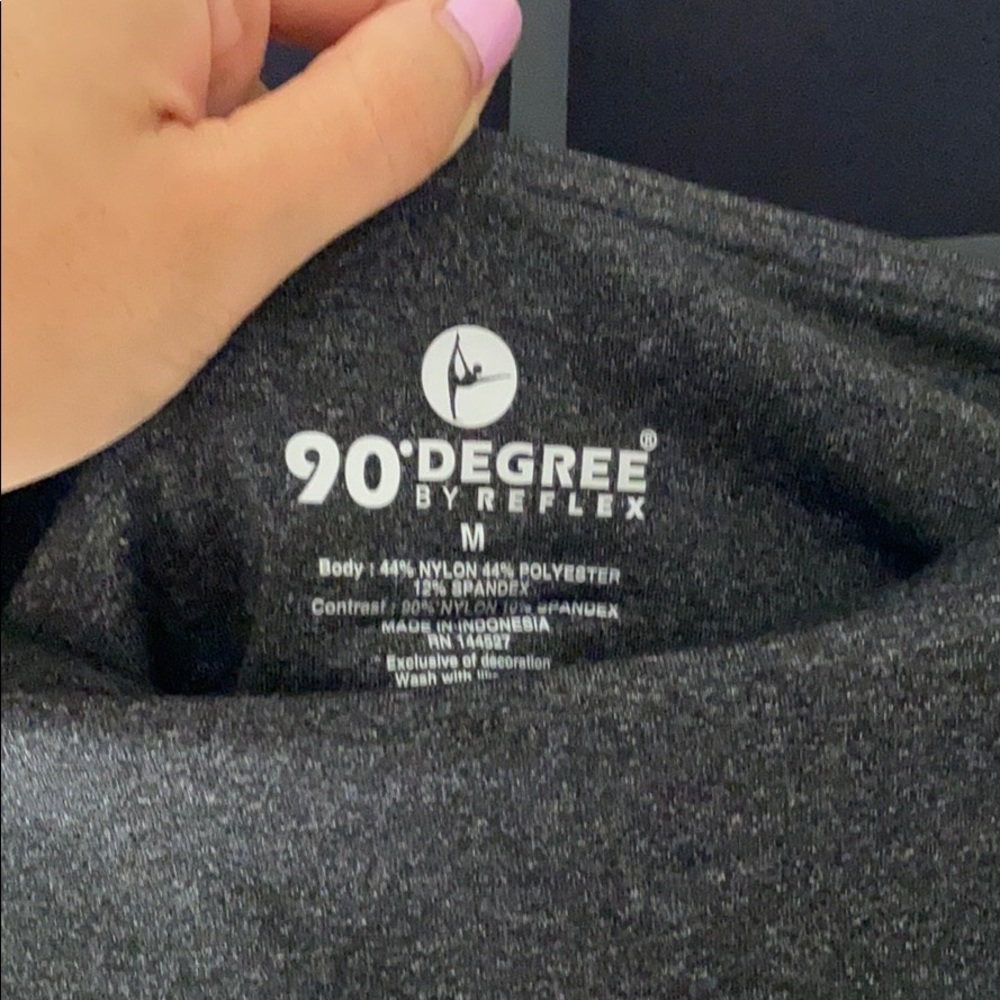 90° DEGREE®
BY REFLEX
M
Body : 44% NYLON 44% POLYESTER
12% SPANDEX
Contrast : 90% NYLON 10% SPANDEX
MADE IN INDONESIA
RN 144527
Exclusive of decoration
Wash with